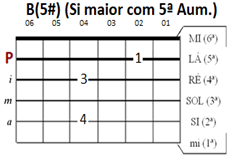 B(5#) (Si maior com 5ª Aum.)
06 05 04 03 02 01
MI (6ª)
P 1 LÁ (5ª)
i 3 RÉ (4ª)
m SOL (3ª)
a 4 SI (2ª)
mi (1ª)